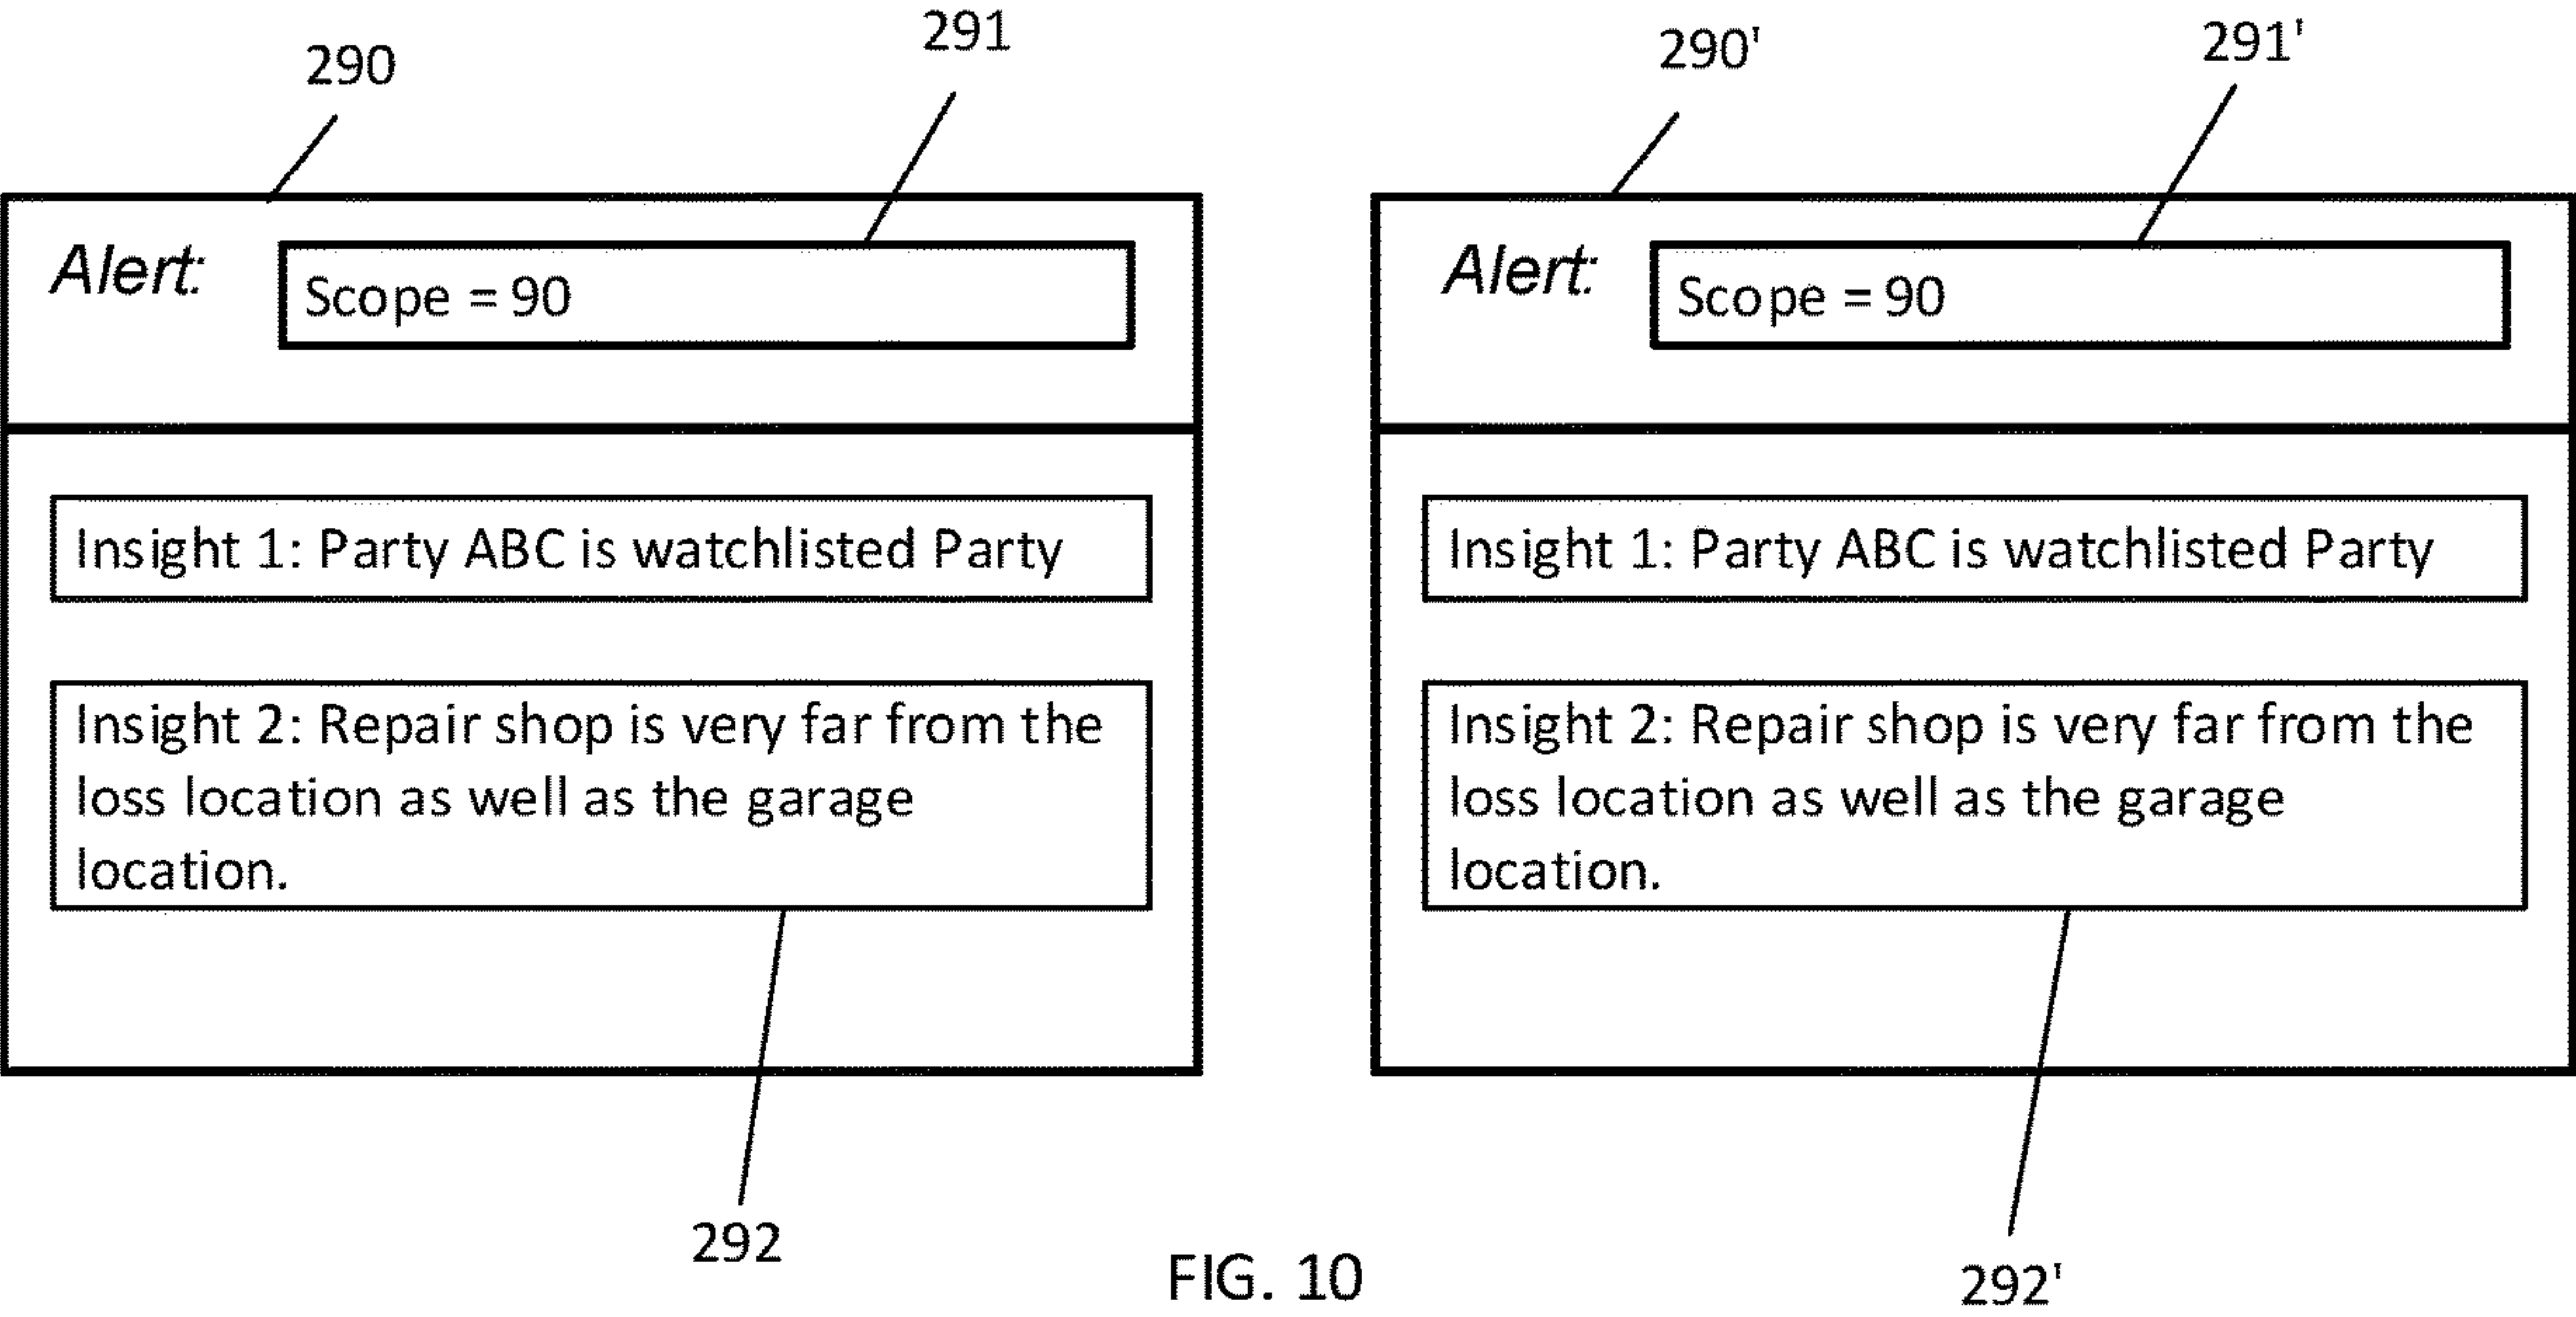 290
291
Alert:
Scope = 90
Insight 1: Party ABC is watchlisted Party
Insight 2: Repair shop is very far from the
loss location as well as the garage
location.
292
290'
291'
Alert:
Scope = 90
Insight 1: Party ABC is watchlisted Party
Insight 2: Repair shop is very far from the
loss location as well as the garage
location.
292'
FIG. 10